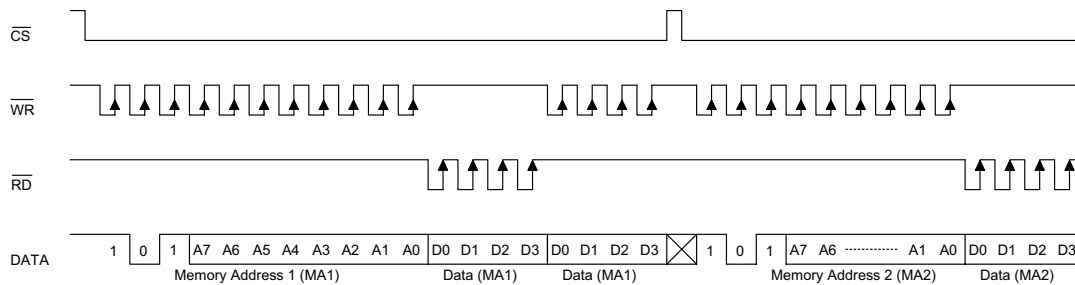 CS
WR
RD
DATA 1 0 1 A7 A6 A5 A4 A3 A2 A1 A0 D0 D1 D2 D3 D0 D1 D2 D3 1 0 1 A7 A6 A1 A0 D0 D1 D2 D3
Memory Address 1 (MA1) Data (MA1) Data (MA1) Memory Address 2 (MA2) Data (MA2)